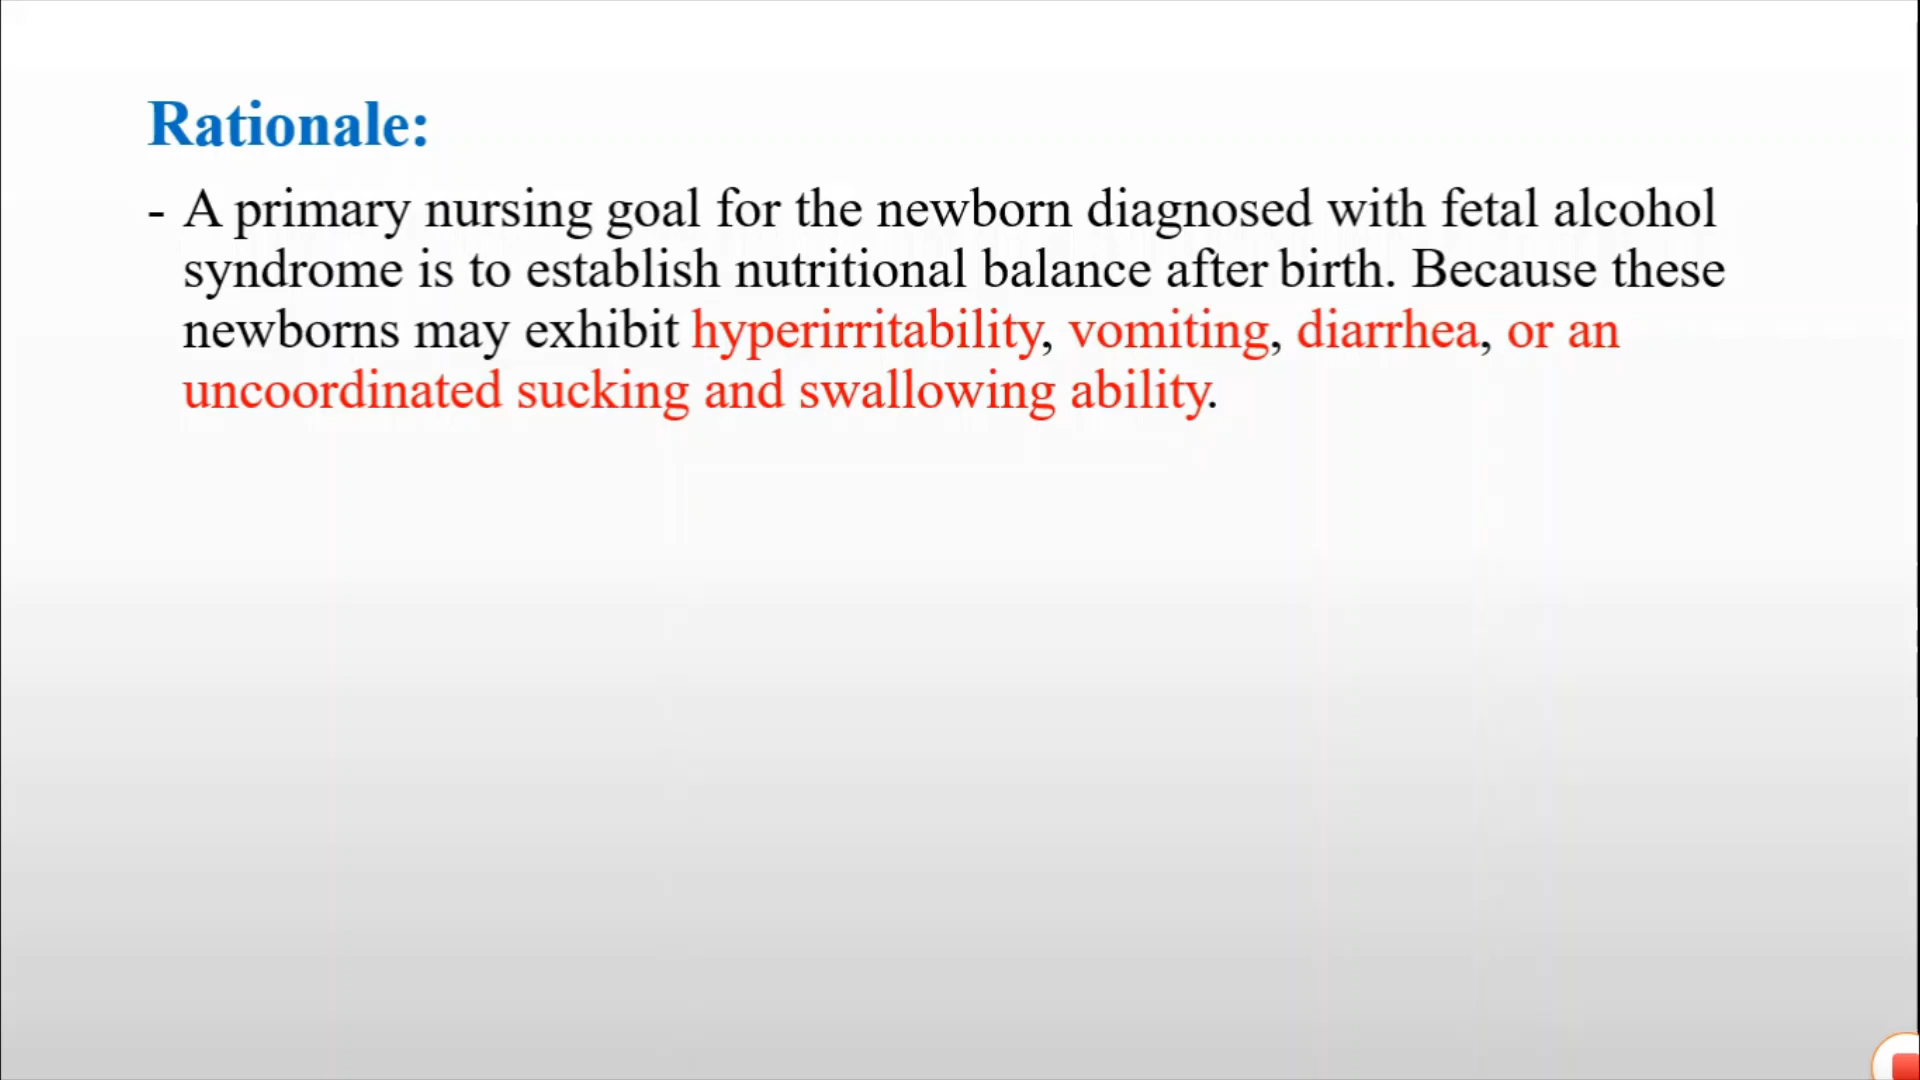 Rationale:
- A primary nursing goal for the newborn diagnosed with fetal alcohol
syndrome is to establish nutritional balance after birth. Because these
newborns may exhibit hyperirritability, vomiting, diarrhea, or an
uncoordinated sucking and swallowing ability.